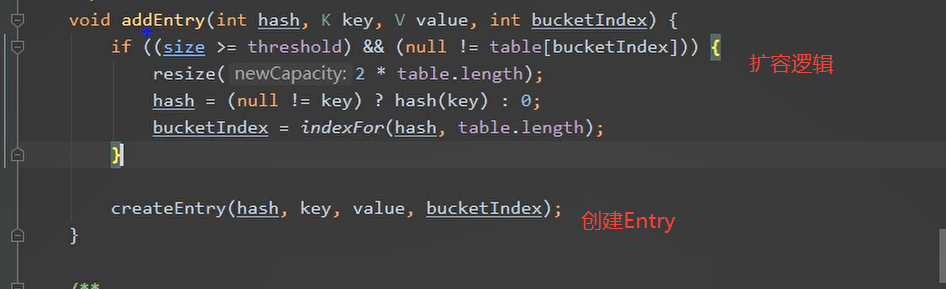 void addEntry(int hash, K key, V value, int bucketIndex) {
if ((size >= threshold) && (null != table[bucketIndex])) {
扩容逻辑
resize( newCapacity: 2 * table.length);
hash = (null != key) ? hash(key) : 0;
bucketIndex = indexFor(hash, table.length);
}
createEntry(hash, key, value, bucketIndex);
创建Entry
}
/**